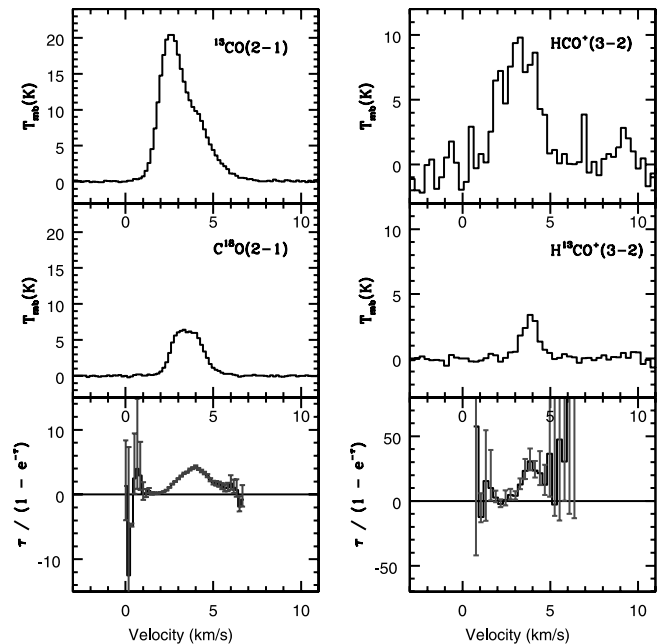 ¹³CO(2-1)
T_mb(K)
20
15
10
5
0
0 5 10
HCO⁺(3-2)
T_mb(K)
10
5
0
0 5 10
C¹⁸O(2-1)
T_mb(K)
20
15
10
5
0
H¹³CO⁺(3-2)
T_mb(K)
10
5
0
τ / (1 - e^-τ)
10
0
-10
0 5 10
Velocity (km/s)
τ / (1 - e^-τ)
50
0
-50
0 5 10
Velocity (km/s)